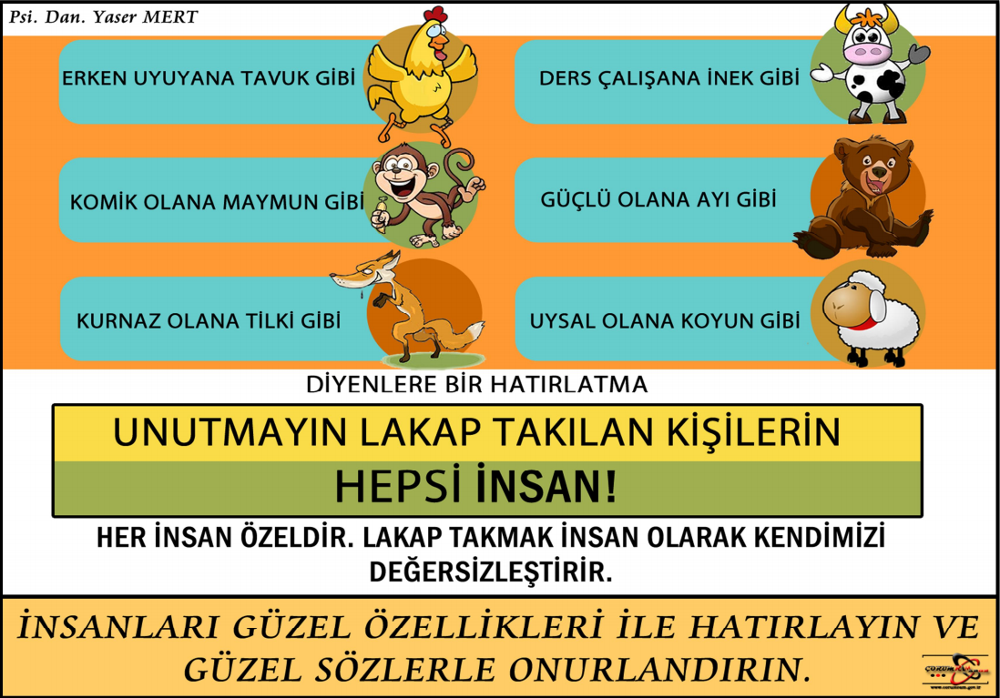 Psi. Dan. Yaser MERT
ERKEN UYUYANA TAVUK GİBİ
DERS ÇALIŞANA İNEK GİBİ
KOMİK OLANA MAYMUN GİBİ
GÜÇLÜ OLANA AYI GİBİ
KURNAZ OLANA TİLKİ GİBİ
UYSAL OLANA KOYUN GİBİ
DİYENLERE BİR HATIRLATMA
UNUTMAYIN LAKAP TAKILAN KİŞİLERİN
HEPSİ İNSAN!
HER İNSAN ÖZELDİR. LAKAP TAKMAK İNSAN OLARAK KENDİMİZİ
DEĞERSİZLEŞTİRİR.
İNSANLARI GÜZEL ÖZELLİKLERİ İLE HATIRLAYIN VE
GÜZEL SÖZLERLE ONURLANDIRIN.